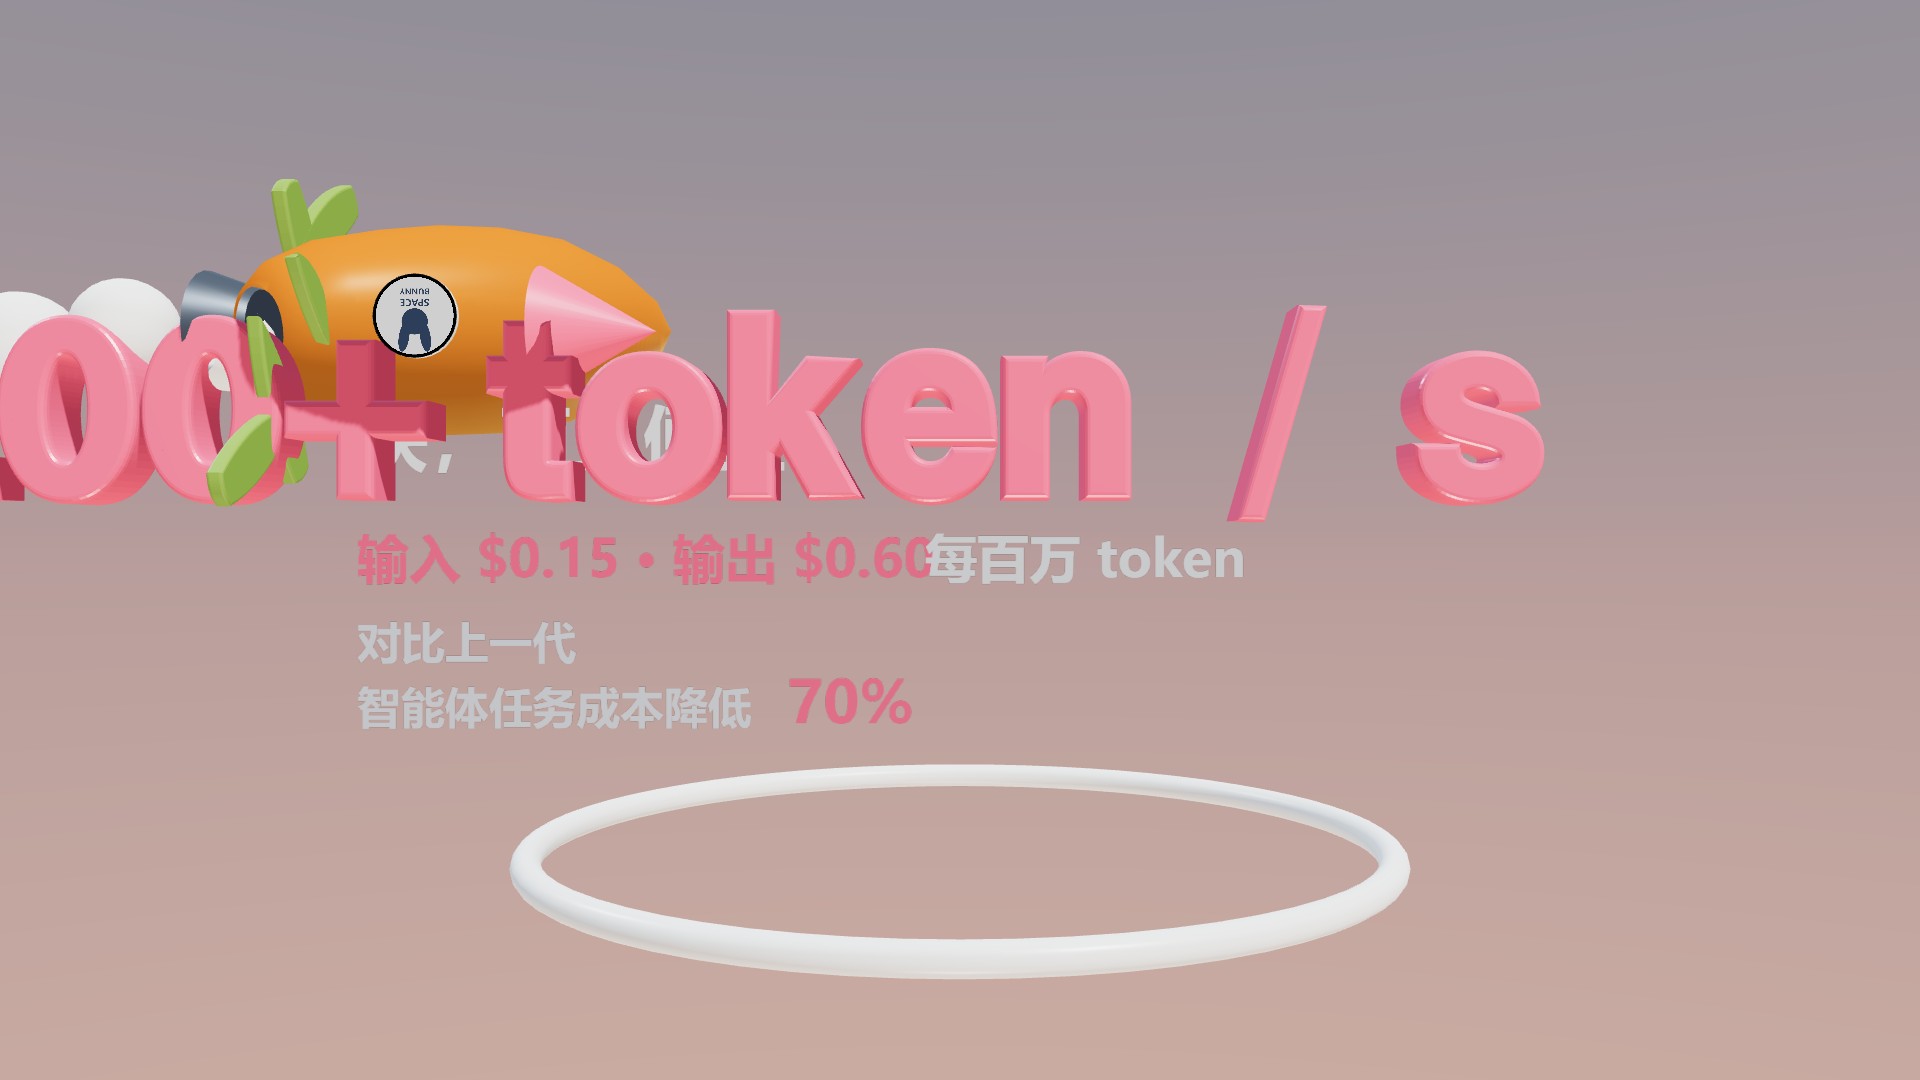 SPACE
BUNNY
00+ token / s
输入 $0.15 · 输出 $0.60每百万 token
对比上一代
智能体任务成本降低 70%